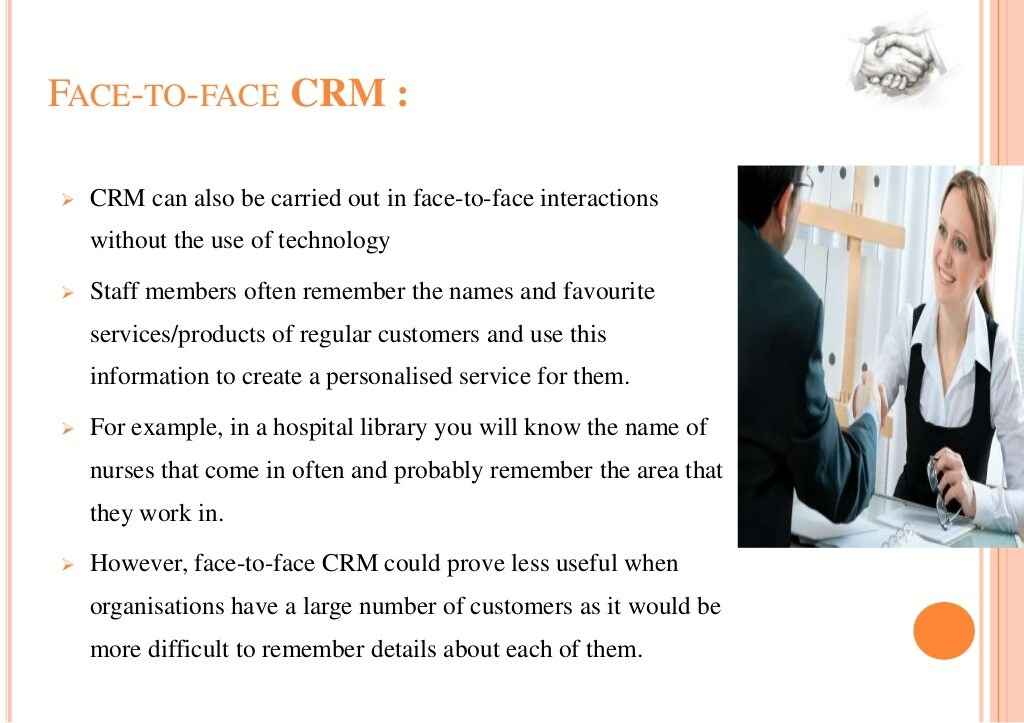 FACE-TO-FACE CRM :
➢ CRM can also be carried out in face-to-face interactions
without the use of technology
➢ Staff members often remember the names and favourite
services/products of regular customers and use this
information to create a personalised service for them.
➢ For example, in a hospital library you will know the name of
nurses that come in often and probably remember the area that
they work in.
➢ However, face-to-face CRM could prove less useful when
organisations have a large number of customers as it would be
more difficult to remember details about each of them.